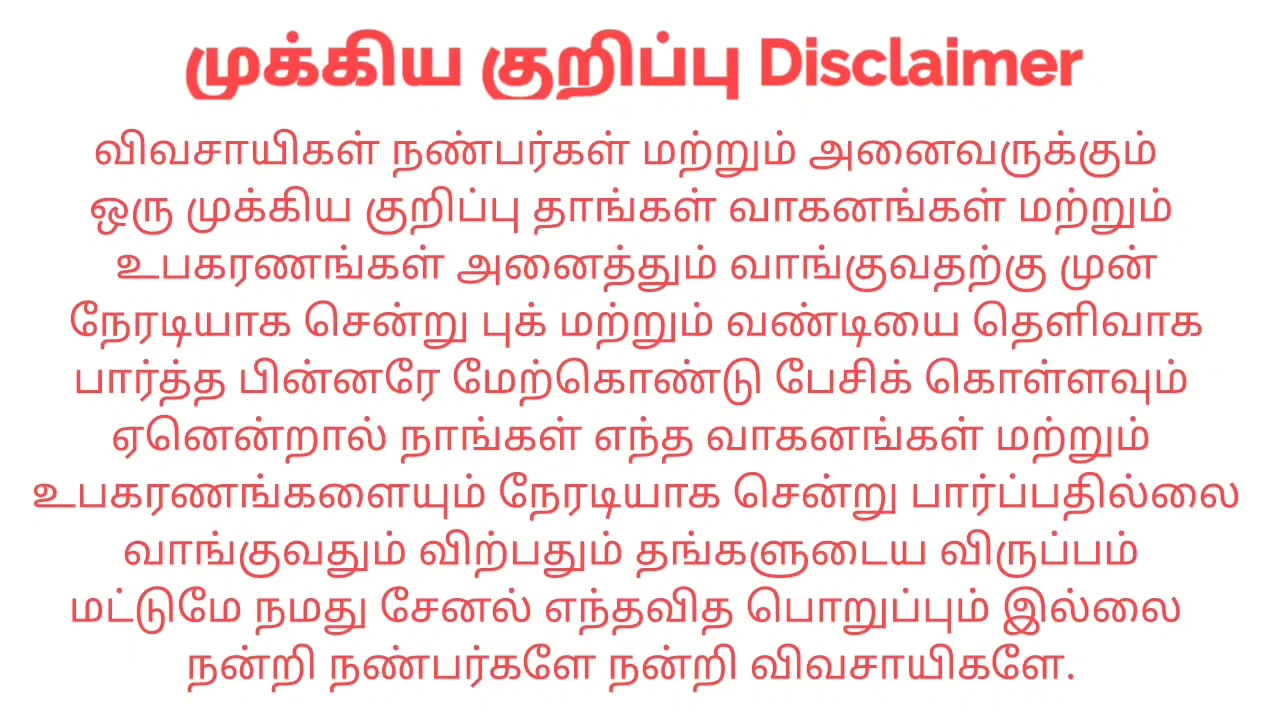 முக்கிய குறிப்பு Disclaimer
விவசாயிகள் நண்பர்கள் மற்றும் அனைவருக்கும்
ஒரு முக்கிய குறிப்பு தாங்கள் வாகனங்கள் மற்றும்
உபகரணங்கள் அனைத்தும் வாங்குவதற்கு முன்
நேரடியாக சென்று புக் மற்றும் வண்டியை தெளிவாக
பார்த்த பின்னரே மேற்கொண்டு பேசிக் கொள்ளவும்
ஏனென்றால் நாங்கள் எந்த வாகனங்கள் மற்றும்
உபகரணங்களையும் நேரடியாக சென்று பார்ப்பதில்லை
வாங்குவதும் விற்பதும் தங்களுடைய விருப்பம்
மட்டுமே நமது சேனல் எந்தவித பொறுப்பும் இல்லை
நன்றி நண்பர்களே நன்றி விவசாயிகளே.